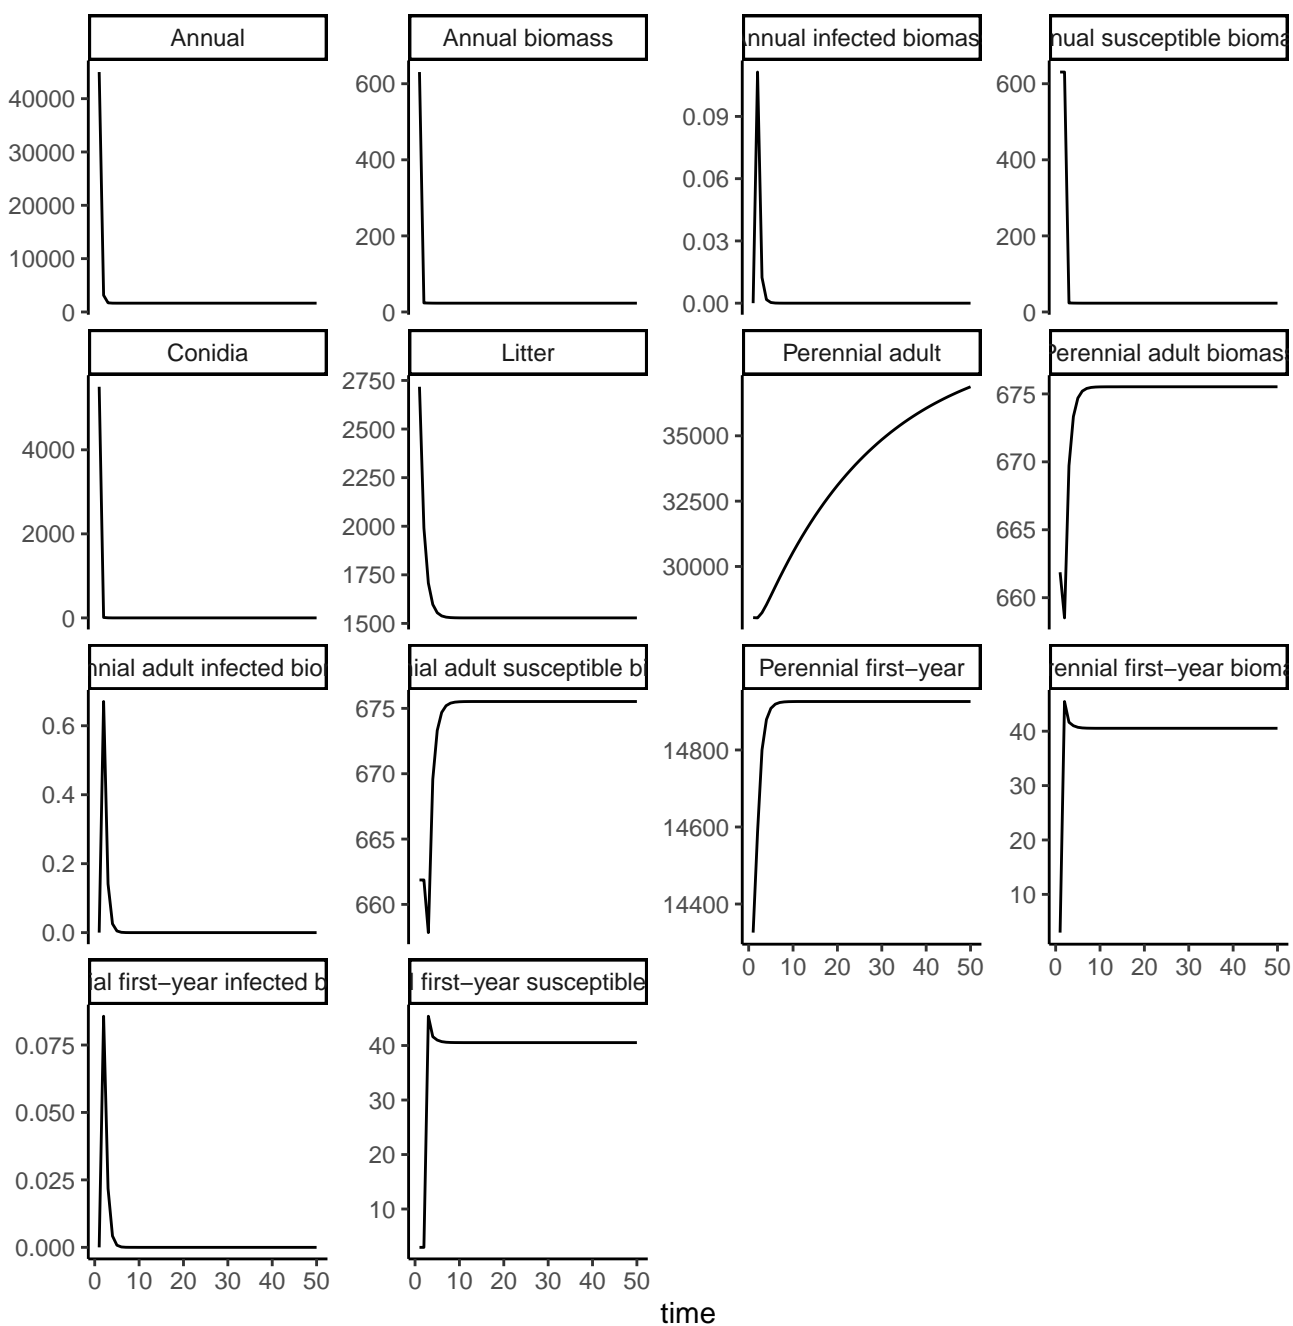 Annual
Annual biomass
Annual infected biomas
nual susceptible bioma
40000
30000
20000
10000
0
600
400
200
0
0.09
0.06
0.03
0.00
600
400
200
0
Conidia
Litter
Perennial adult
Perennial adult biomass
4000
2000
0
2750
2500
2250
2000
1750
1500
35000
32500
30000
675
670
665
660
nnial adult infected bion
ial adult susceptible bi
Perennial first−year
rennial first−year bioma
0.6
0.4
0.2
0.0
675
670
665
660
14800
14600
14400
40
30
20
10
0 10 20 30 40 50
0 10 20 30 40 50
ial first−year infected b
l first−year susceptible
0.075
0.050
0.025
0.000
40
30
20
10
0 10 20 30 40 50
0 10 20 30 40 50
time